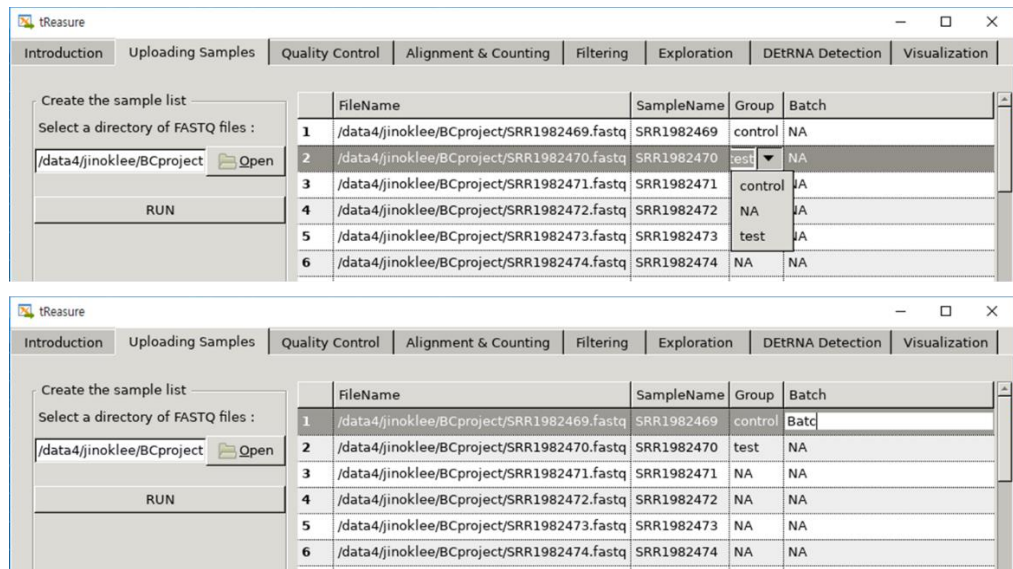 tReasure
Introduction Uploading Samples Quality Control Alignment & Counting Filtering Exploration DEtRNA Detection Visualization
Create the sample list
Select a directory of FASTQ files :
/data4/jinoklee/BCproject Open
RUN
FileName SampleName Group Batch
1 /data4/jinoklee/BCproject/SRR1982469.fastq SRR1982469 control NA
2 /data4/jinoklee/BCproject/SRR1982470.fastq SRR1982470 test NA
3 /data4/jinoklee/BCproject/SRR1982471.fastq SRR1982471 control NA
4 /data4/jinoklee/BCproject/SRR1982472.fastq SRR1982472 NA NA
5 /data4/jinoklee/BCproject/SRR1982473.fastq SRR1982473 test NA
6 /data4/jinoklee/BCproject/SRR1982474.fastq SRR1982474 NA NA
tReasure
Introduction Uploading Samples Quality Control Alignment & Counting Filtering Exploration DEtRNA Detection Visualization
Create the sample list
Select a directory of FASTQ files :
/data4/jinoklee/BCproject Open
RUN
FileName SampleName Group Batch
1 /data4/jinoklee/BCproject/SRR1982469.fastq SRR1982469 control Batc
2 /data4/jinoklee/BCproject/SRR1982470.fastq SRR1982470 test NA
3 /data4/jinoklee/BCproject/SRR1982471.fastq SRR1982471 NA NA
4 /data4/jinoklee/BCproject/SRR1982472.fastq SRR1982472 NA NA
5 /data4/jinoklee/BCproject/SRR1982473.fastq SRR1982473 NA NA
6 /data4/jinoklee/BCproject/SRR1982474.fastq SRR1982474 NA NA